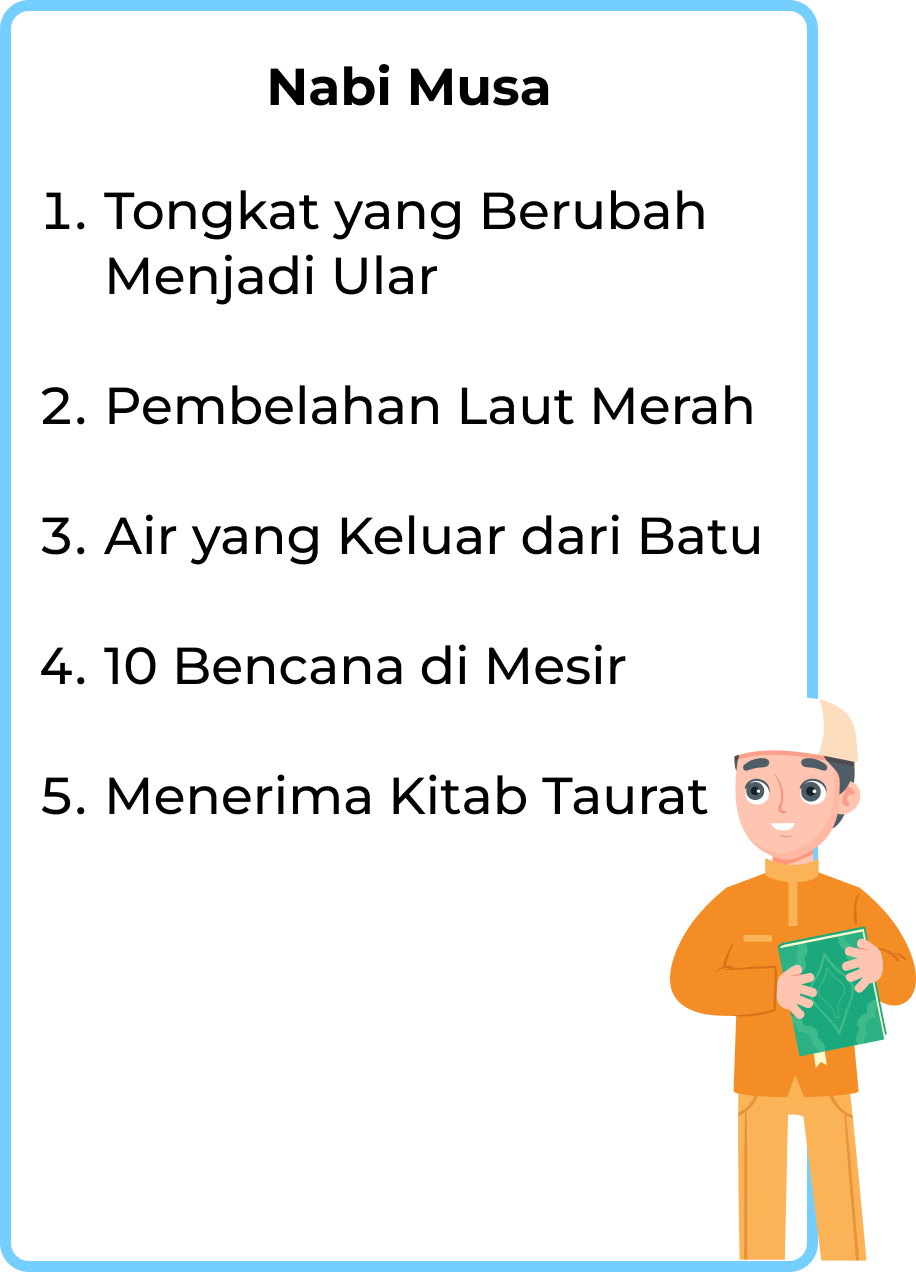 Nabi Musa
1. Tongkat yang Berubah
Menjadi Ular
2. Pembelahan Laut Merah
3. Air yang Keluar dari Batu
4. 10 Bencana di Mesir
5. Menerima Kitab Taurat